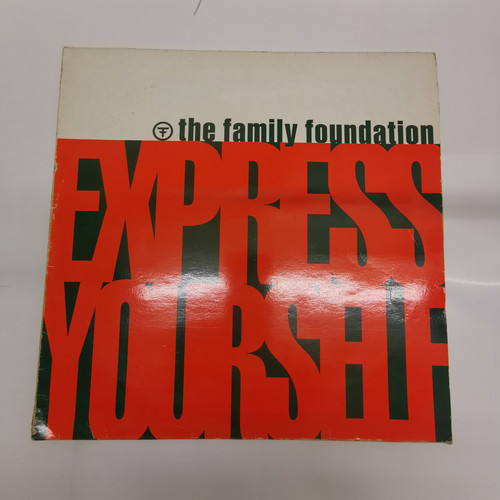 the family foundation
EXPRESS
YOURSELF